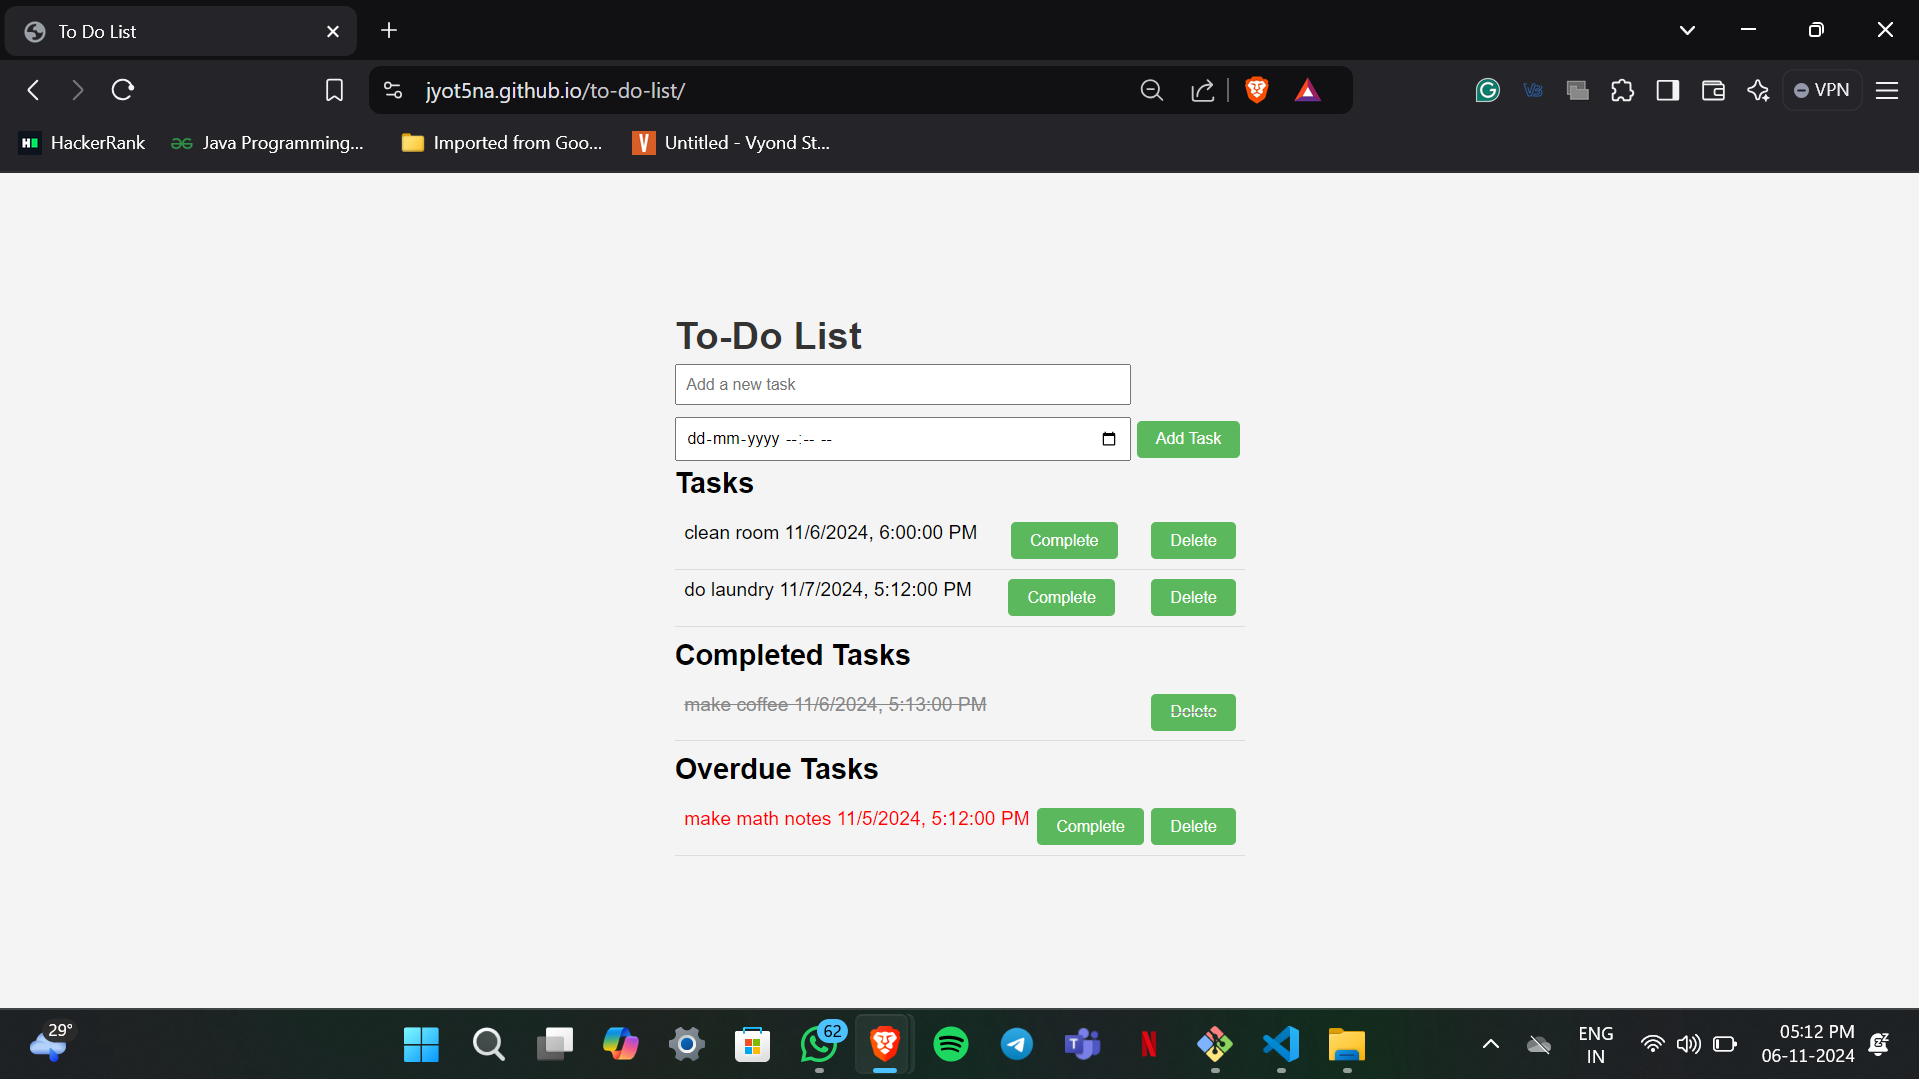 To Do List
jyot5na.github.io/to-do-list/
VPN
HackerRank
Java Programming...
Imported from Goo...
Untitled - Vyond St...
To-Do List
Add a new task
dd-mm-yyyy --:-- --
Add Task
Tasks
clean room 11/6/2024, 6:00:00 PM Complete Delete
do laundry 11/7/2024, 5:12:00 PM Complete Delete
Completed Tasks
make coffee 11/6/2024, 5:13:00 PM Delete
Overdue Tasks
make math notes 11/5/2024, 5:12:00 PM Complete Delete
29°
62
ENG
IN
05:12 PM
06-11-2024